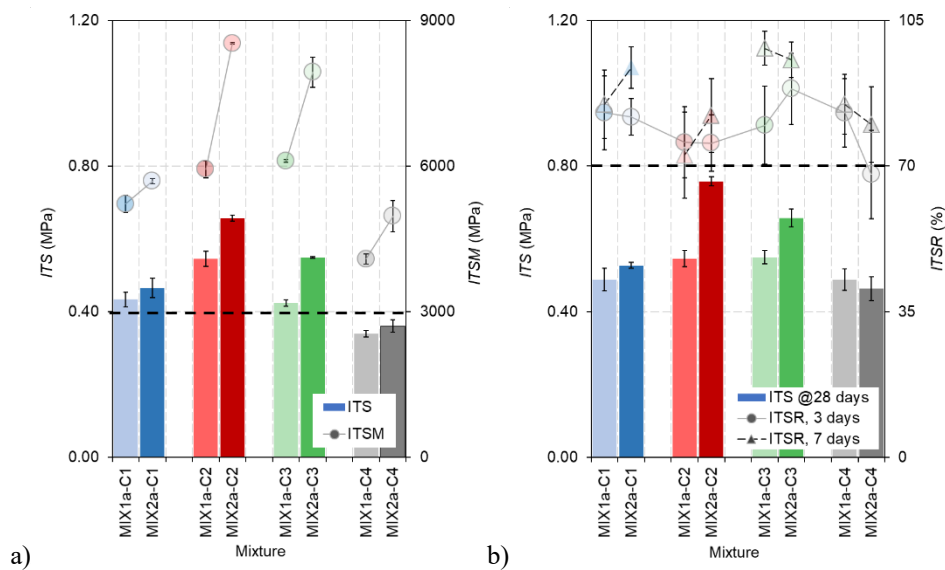 1.20
0.80
0.40
0.00
ITS (MPa)
9000
6000
3000
0
ITSM (MPa)
ITS
ITSM
MIX1a-C1
MIX2a-C1
MIX1a-C2
MIX2a-C2
MIX1a-C3
MIX2a-C3
MIX1a-C4
MIX2a-C4
Mixture
a)
1.20
0.80
0.40
0.00
ITS (MPa)
105
70
35
0
ITSR (%)
ITS @28 days
ITSR, 3 days
ITSR, 7 days
MIX1a-C1
MIX2a-C1
MIX1a-C2
MIX2a-C2
MIX1a-C3
MIX2a-C3
MIX1a-C4
MIX2a-C4
Mixture
b)